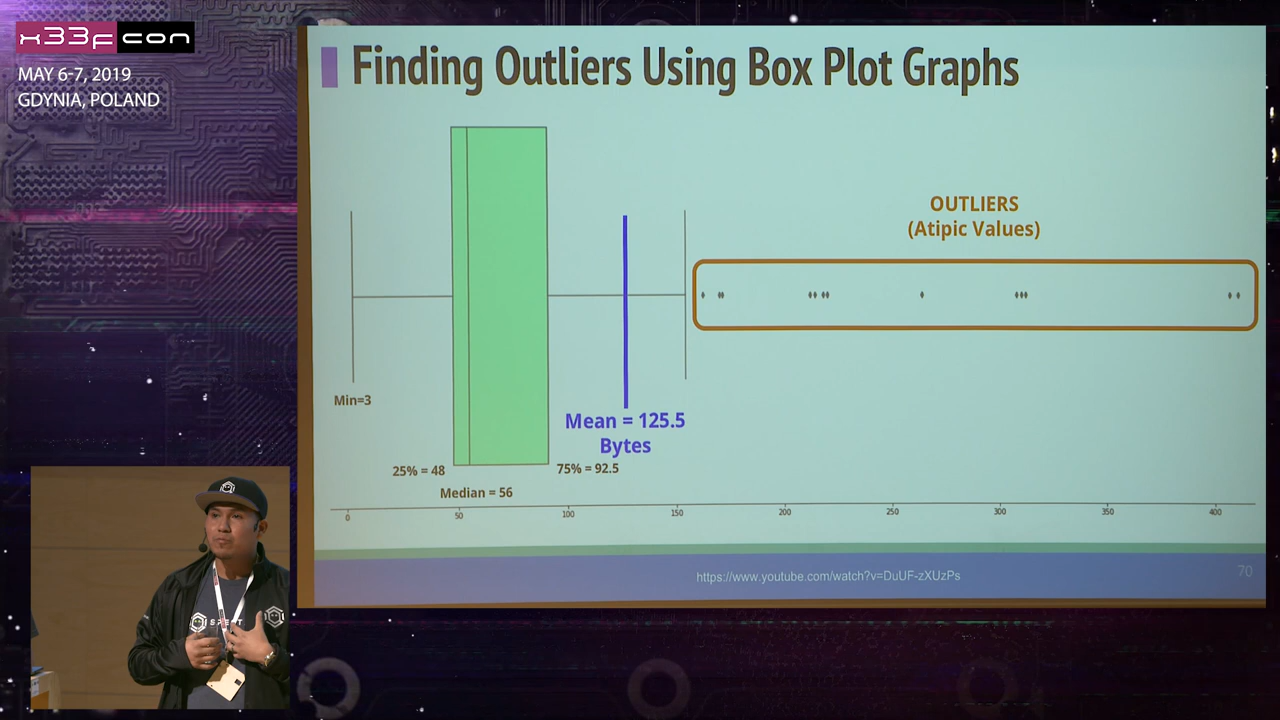 x33fcon
MAY 6-7, 2019
GDYNIA, POLAND
Finding Outliers Using Box Plot Graphs
OUTLIERS
(Atipic Values)
Min=3
Mean = 125.5
Bytes
25% = 48
75% = 92.5
Median = 56
0 50 100 150 200 250 300 350 400
https://www.youtube.com/watch?v=DuUF-zXUzPs
70